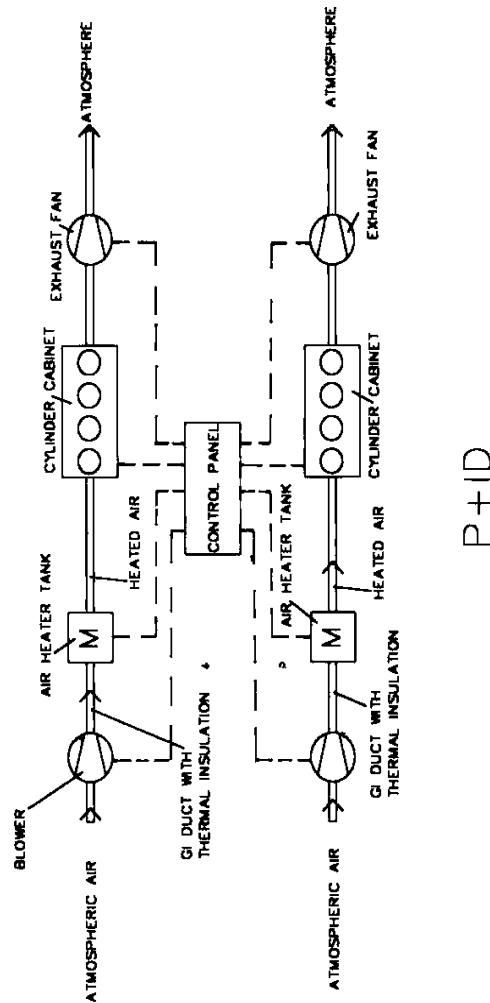 ATMOSPHERIC AIR
BLOWER
GI DUCT WITH
THERMAL INSULATION
AIR HEATER TANK
M
HEATED AIR
CYLINDER CABINET
EXHAUST FAN
ATMOSPHERE
CONTROL PANEL
ATMOSPHERIC AIR
GI DUCT WITH
THERMAL INSULATION
AIR HEATER TANK
M
HEATED AIR
CYLINDER CABINET
EXHAUST FAN
ATMOSPHERE
P+ID